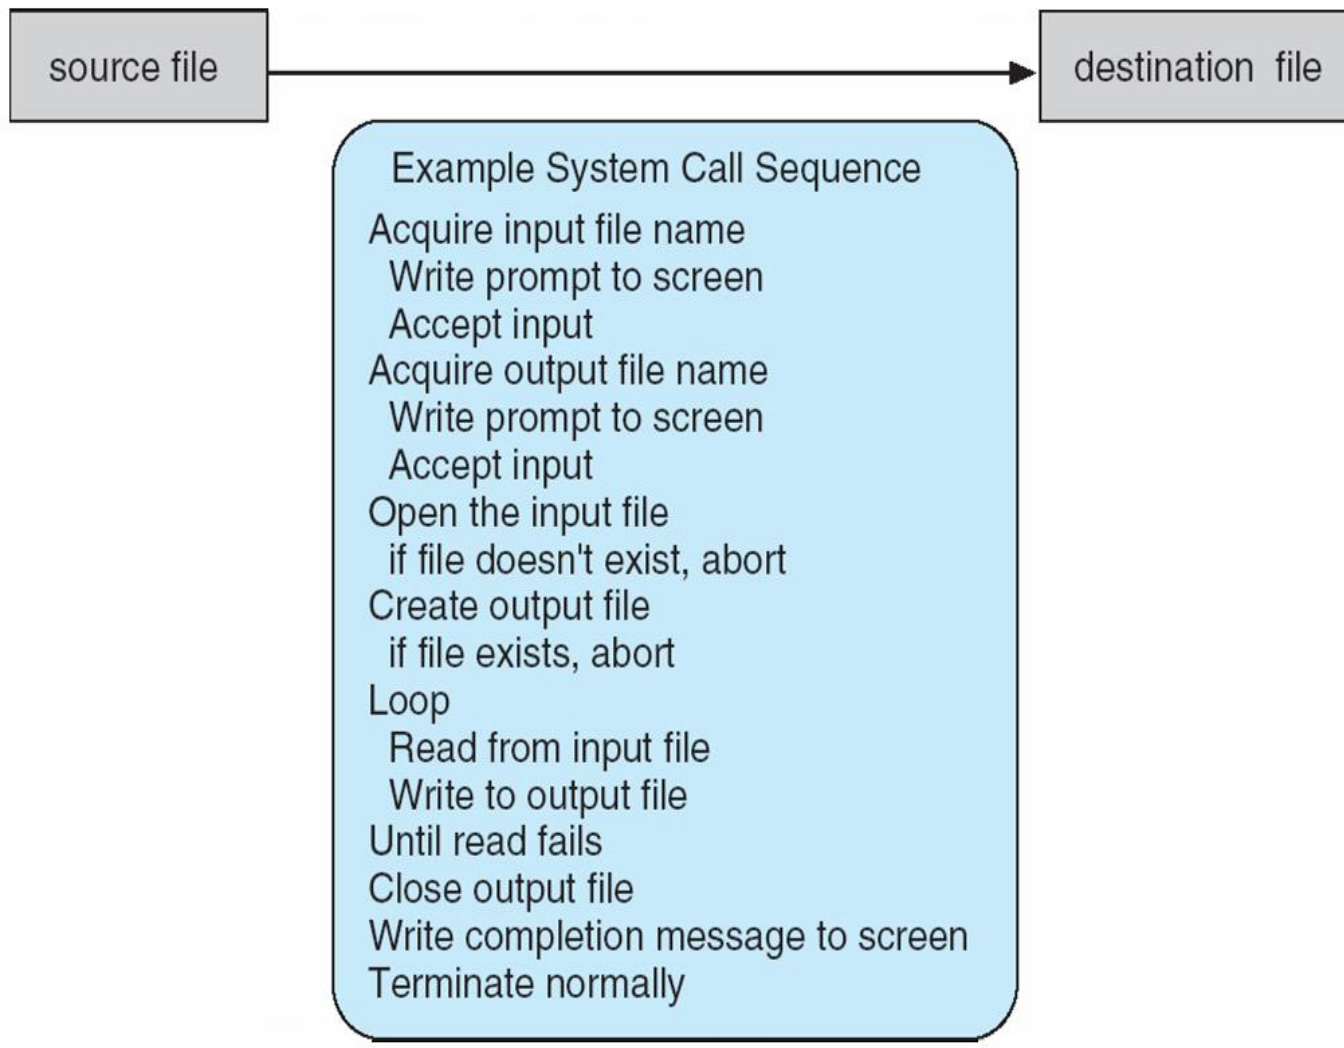 source file
destination file
Example System Call Sequence
Acquire input file name
Write prompt to screen
Accept input
Acquire output file name
Write prompt to screen
Accept input
Open the input file
if file doesn't exist, abort
Create output file
if file exists, abort
Loop
Read from input file
Write to output file
Until read fails
Close output file
Write completion message to screen
Terminate normally